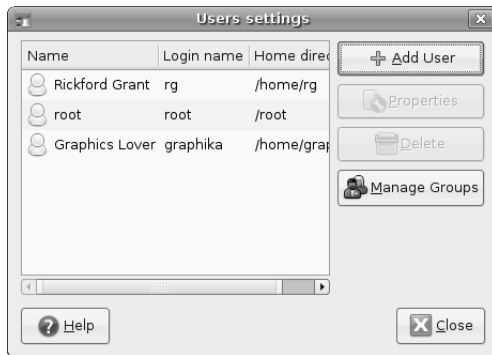 Users settings
Name Login name Home direc
Rickford Grant rg /home/rg
root root /root
Graphics Lover graphika /home/grap
Add User
Properties
Delete
Manage Groups
Help
Close